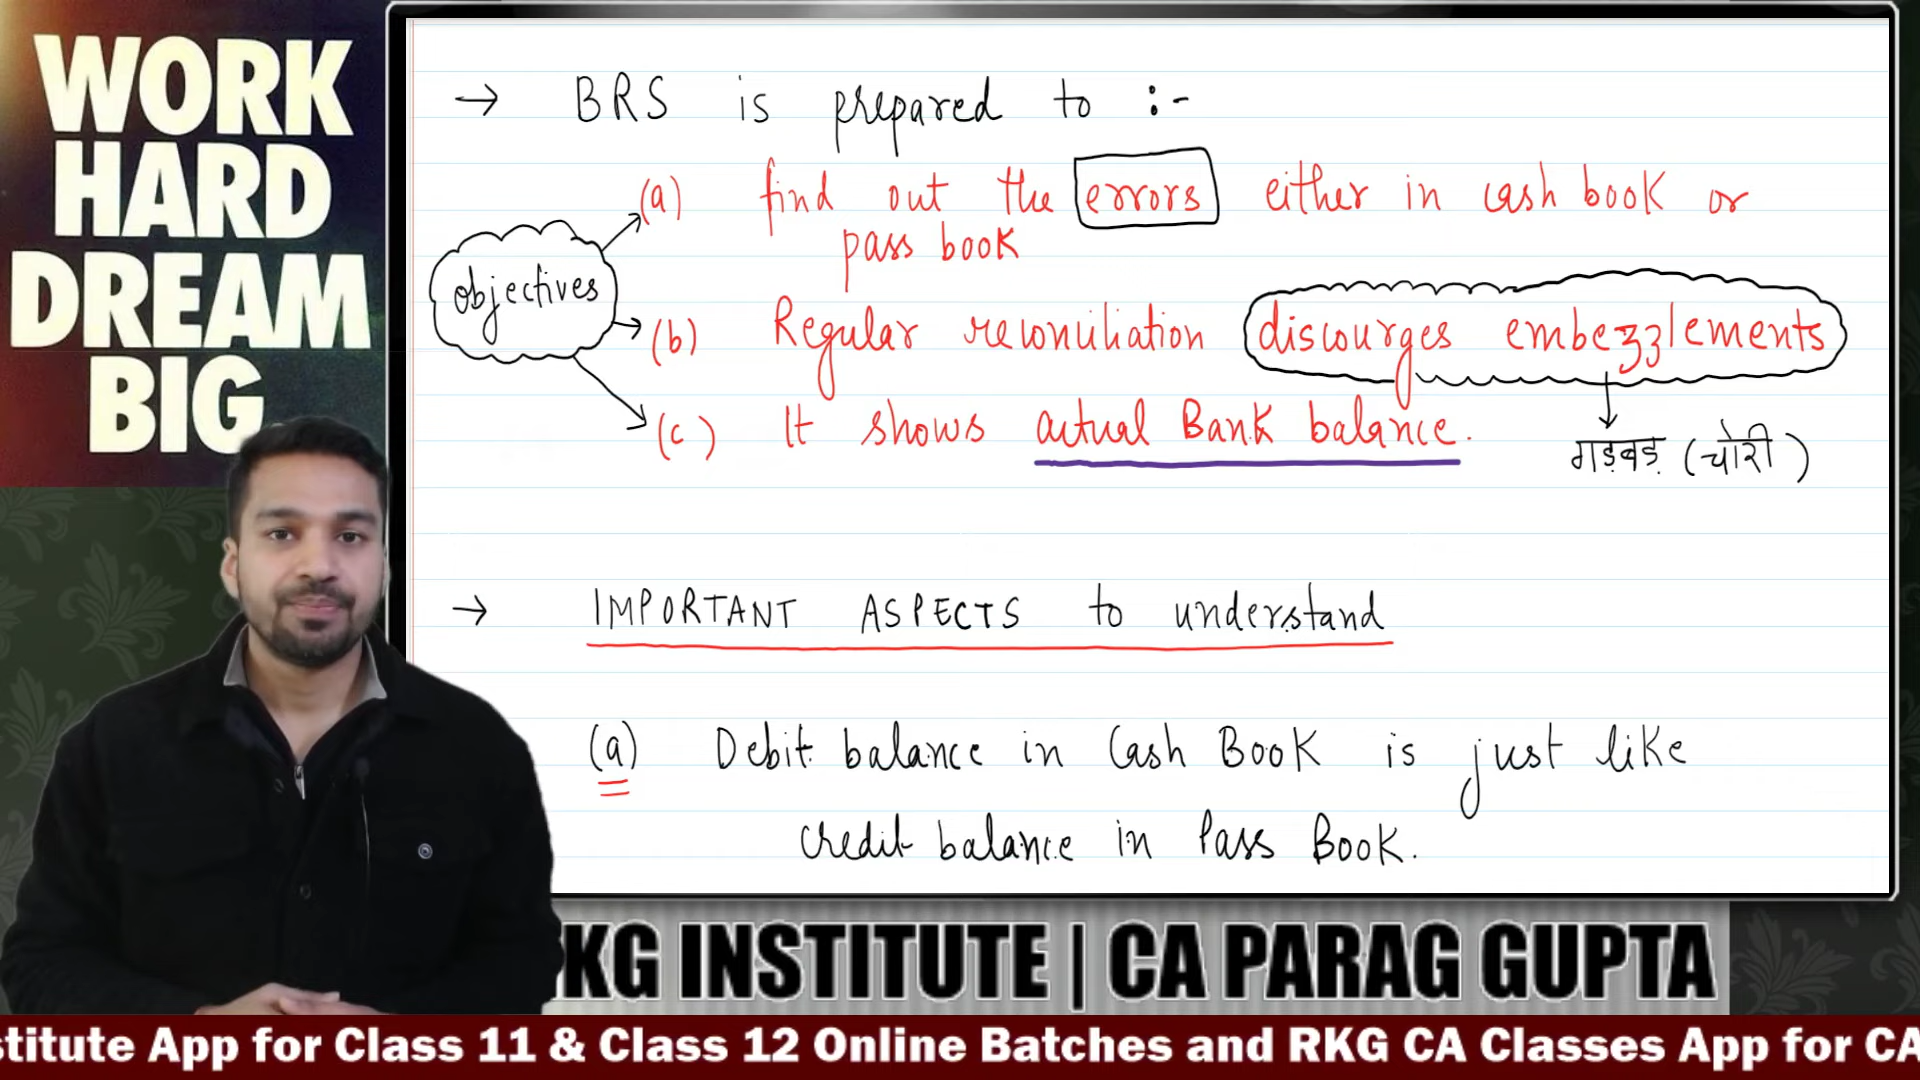 WORK
HARD
DREAM
BIG
→ BRS is prepared to :-
objectives
(a) find out the errors either in cash book or
pass book
(b) Regular reconciliation discourges embezzlements
(c) It shows actual Bank balance.
गड़बड़ (चोरी)
→ IMPORTANT ASPECTS to understand
(a) Debit balance in Cash Book is just like
credit balance in Pass Book.
KG INSTITUTE | CA PARAG GUPTA
stitute App for Class 11 & Class 12 Online Batches and RKG CA Classes App for CA